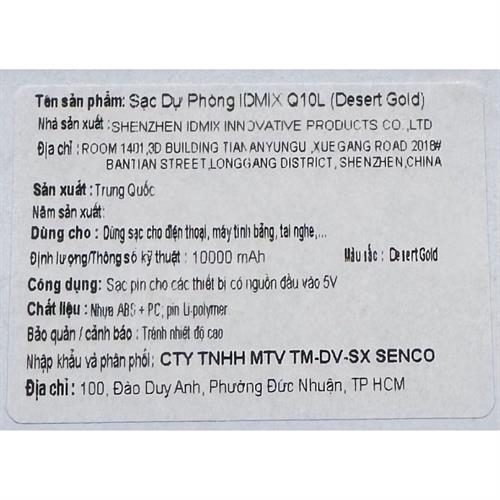 Tên sản phẩm: Sạc Dự Phòng IDMIX Q10L (Desert Gold)
Nhà sản xuất : SHENZHEN IDMIX INNOVATIVE PRODUCTS CO.,LTD
Địa chỉ : ROOM 1401,3D BUILDING TIANANYUNGU ,XUEGANG ROAD 2018#
BANTIAN STREET,LONGGANG DISTRICT, SHENZHEN,CHINA
Sản xuất : Trung Quốc
Năm sản xuất:
Dùng cho : Dùng sạc cho điện thoại, máy tính bảng, tai nghe,...
Định lượng/Thông số kỹ thuật : 10000 mAh Màu sắc : Desert Gold
Công dụng: Sạc pin cho các thiết bị có nguồn đầu vào 5V
Chất liệu : Nhựa ABS + PC; pin Li-polymer
Bảo quản / cảnh báo : Tránh nhiệt độ cao
Nhập khẩu và phân phối: CTY TNHH MTV TM-DV-SX SENCO
Địa chỉ : 100, Đào Duy Anh, Phường Đức Nhuận, TP HCM